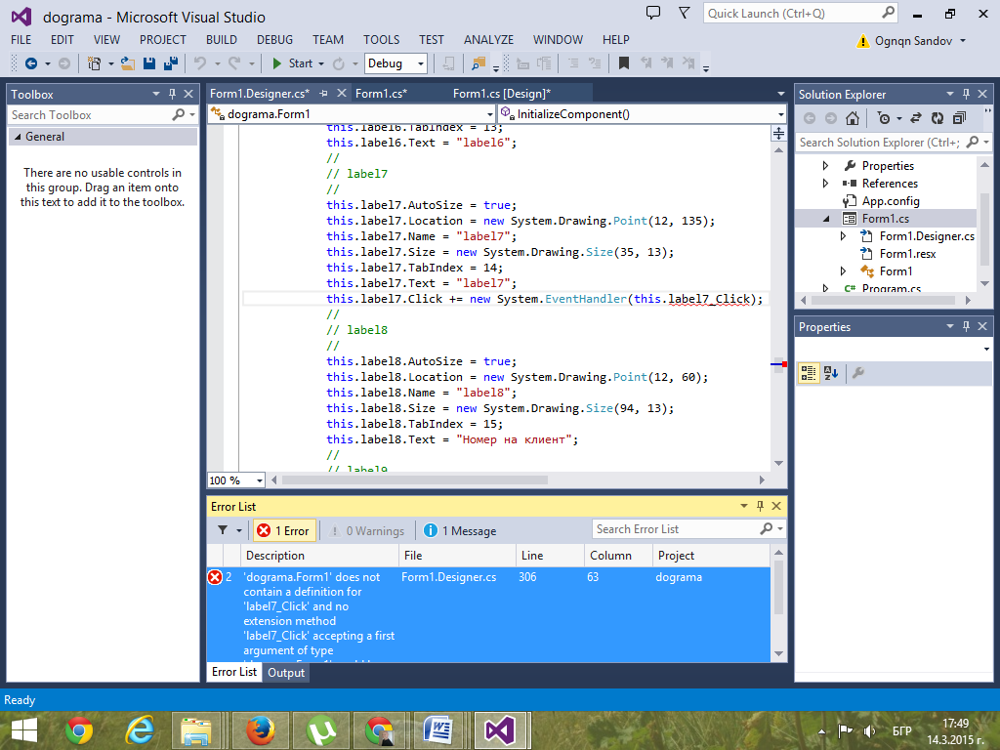 dograma - Microsoft Visual Studio
Quick Launch (Ctrl+Q)
FILE EDIT VIEW PROJECT BUILD DEBUG TEAM TOOLS TEST ANALYZE WINDOW HELP
Ognqn Sandov
Start Debug
Toolbox
Search Toolbox
General
There are no usable controls in
this group. Drag an item onto
this text to add it to the toolbox.
Form1.Designer.cs* Form1.cs* Form1.cs [Design]*
dograma.Form1 InitializeComponent()
this.label6.TabIndex = 13;
this.label6.Text = "label6";
//
// label7
//
this.label7.AutoSize = true;
this.label7.Location = new System.Drawing.Point(12, 135);
this.label7.Name = "label7";
this.label7.Size = new System.Drawing.Size(35, 13);
this.label7.TabIndex = 14;
this.label7.Text = "label7";
this.label7.Click += new System.EventHandler(this.label7_Click);
//
// label8
//
this.label8.AutoSize = true;
this.label8.Location = new System.Drawing.Point(12, 60);
this.label8.Name = "label8";
this.label8.Size = new System.Drawing.Size(94, 13);
this.label8.TabIndex = 15;
this.label8.Text = "Номер на клиент";
//
// label9
100 %
Solution Explorer
Search Solution Explorer (Ctrl+;
Properties
References
App.config
Form1.cs
Form1.Designer.cs
Form1.resx
Form1
C# Program.cs
Properties
Error List
1 Error 0 Warnings 1 Message Search Error List
Description File Line Column Project
2 'dograma.Form1' does not Form1.Designer.cs 306 63 dograma
contain a definition for
'label7_Click' and no
extension method
'label7_Click' accepting a first
argument of type
Error List Output
Ready
БГР
17:49
14.3.2015 г.